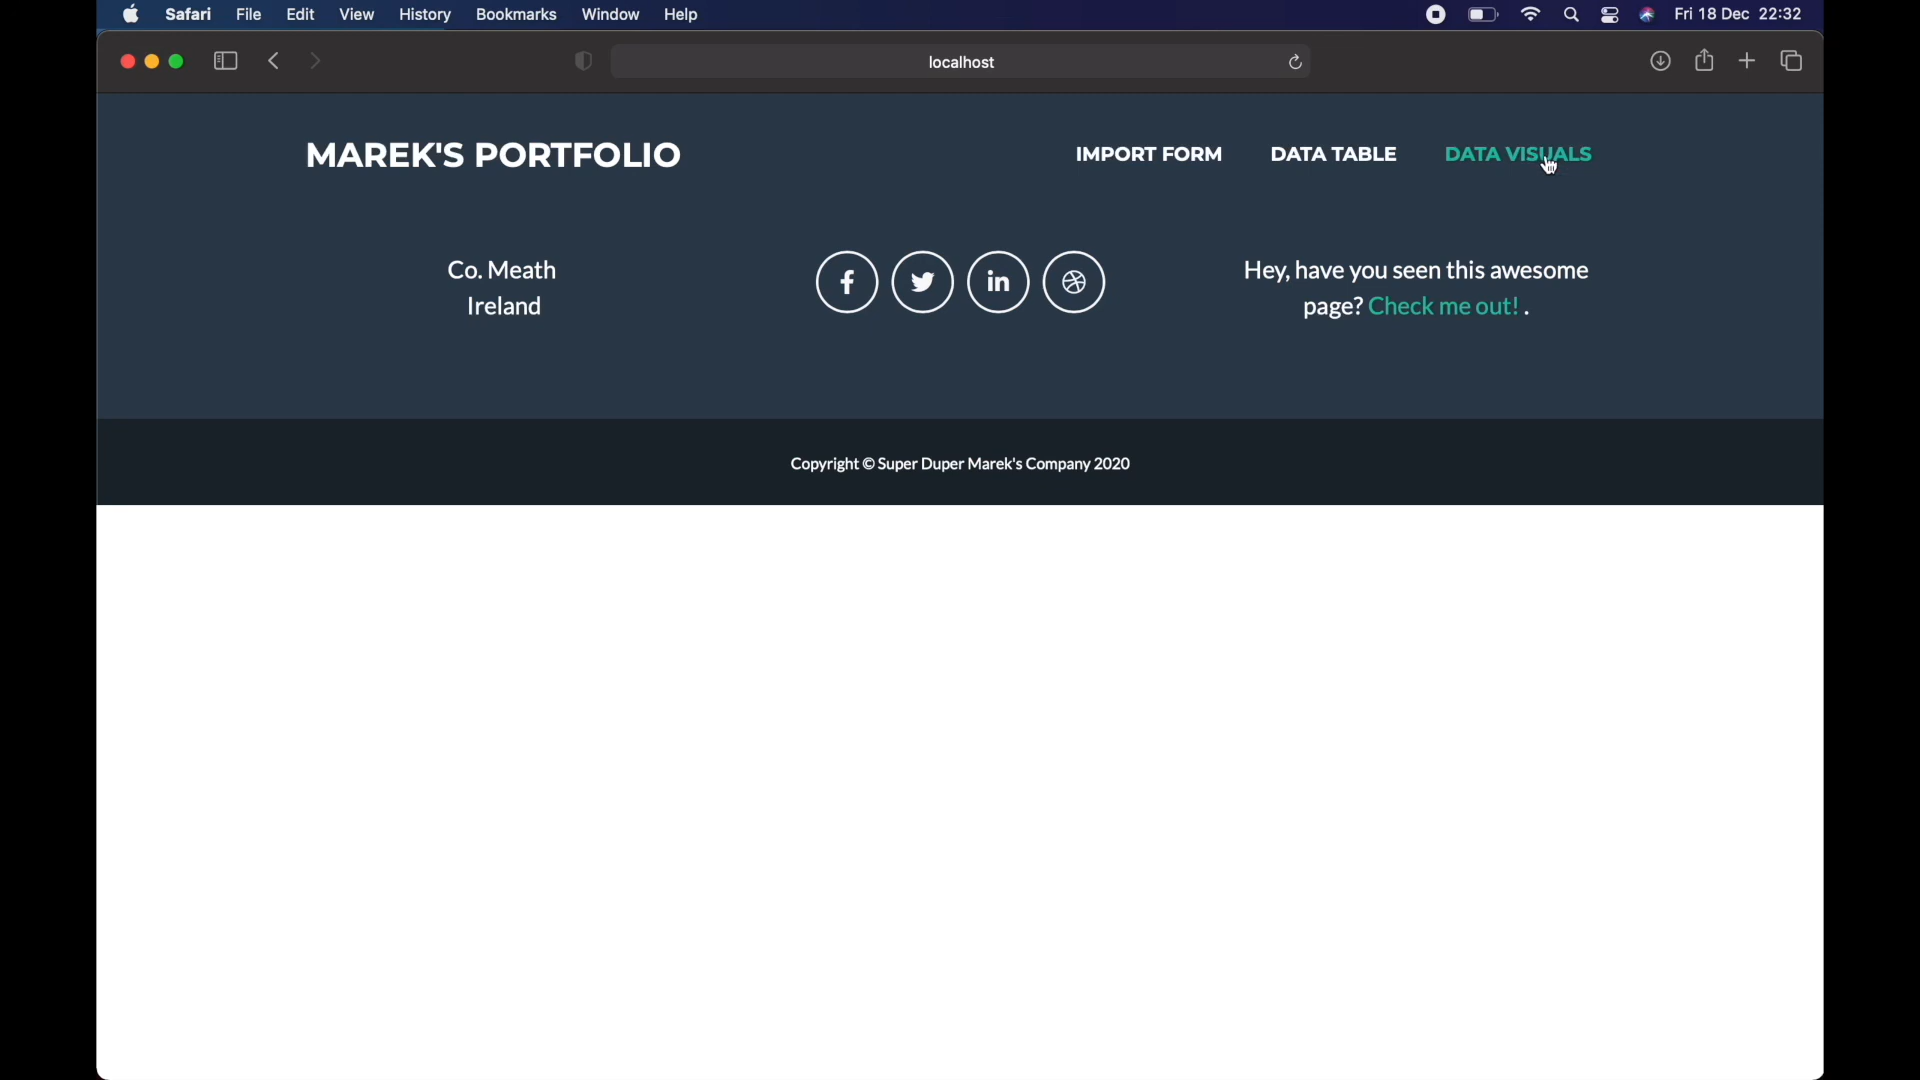 Safari File Edit View History Bookmarks Window Help Fri 18 Dec 22:32
localhost
MAREK'S PORTFOLIO IMPORT FORM DATA TABLE DATA VISUALS
Co. Meath
Ireland
in
Hey, have you seen this awesome
page? Check me out! .
Copyright © Super Duper Marek's Company 2020